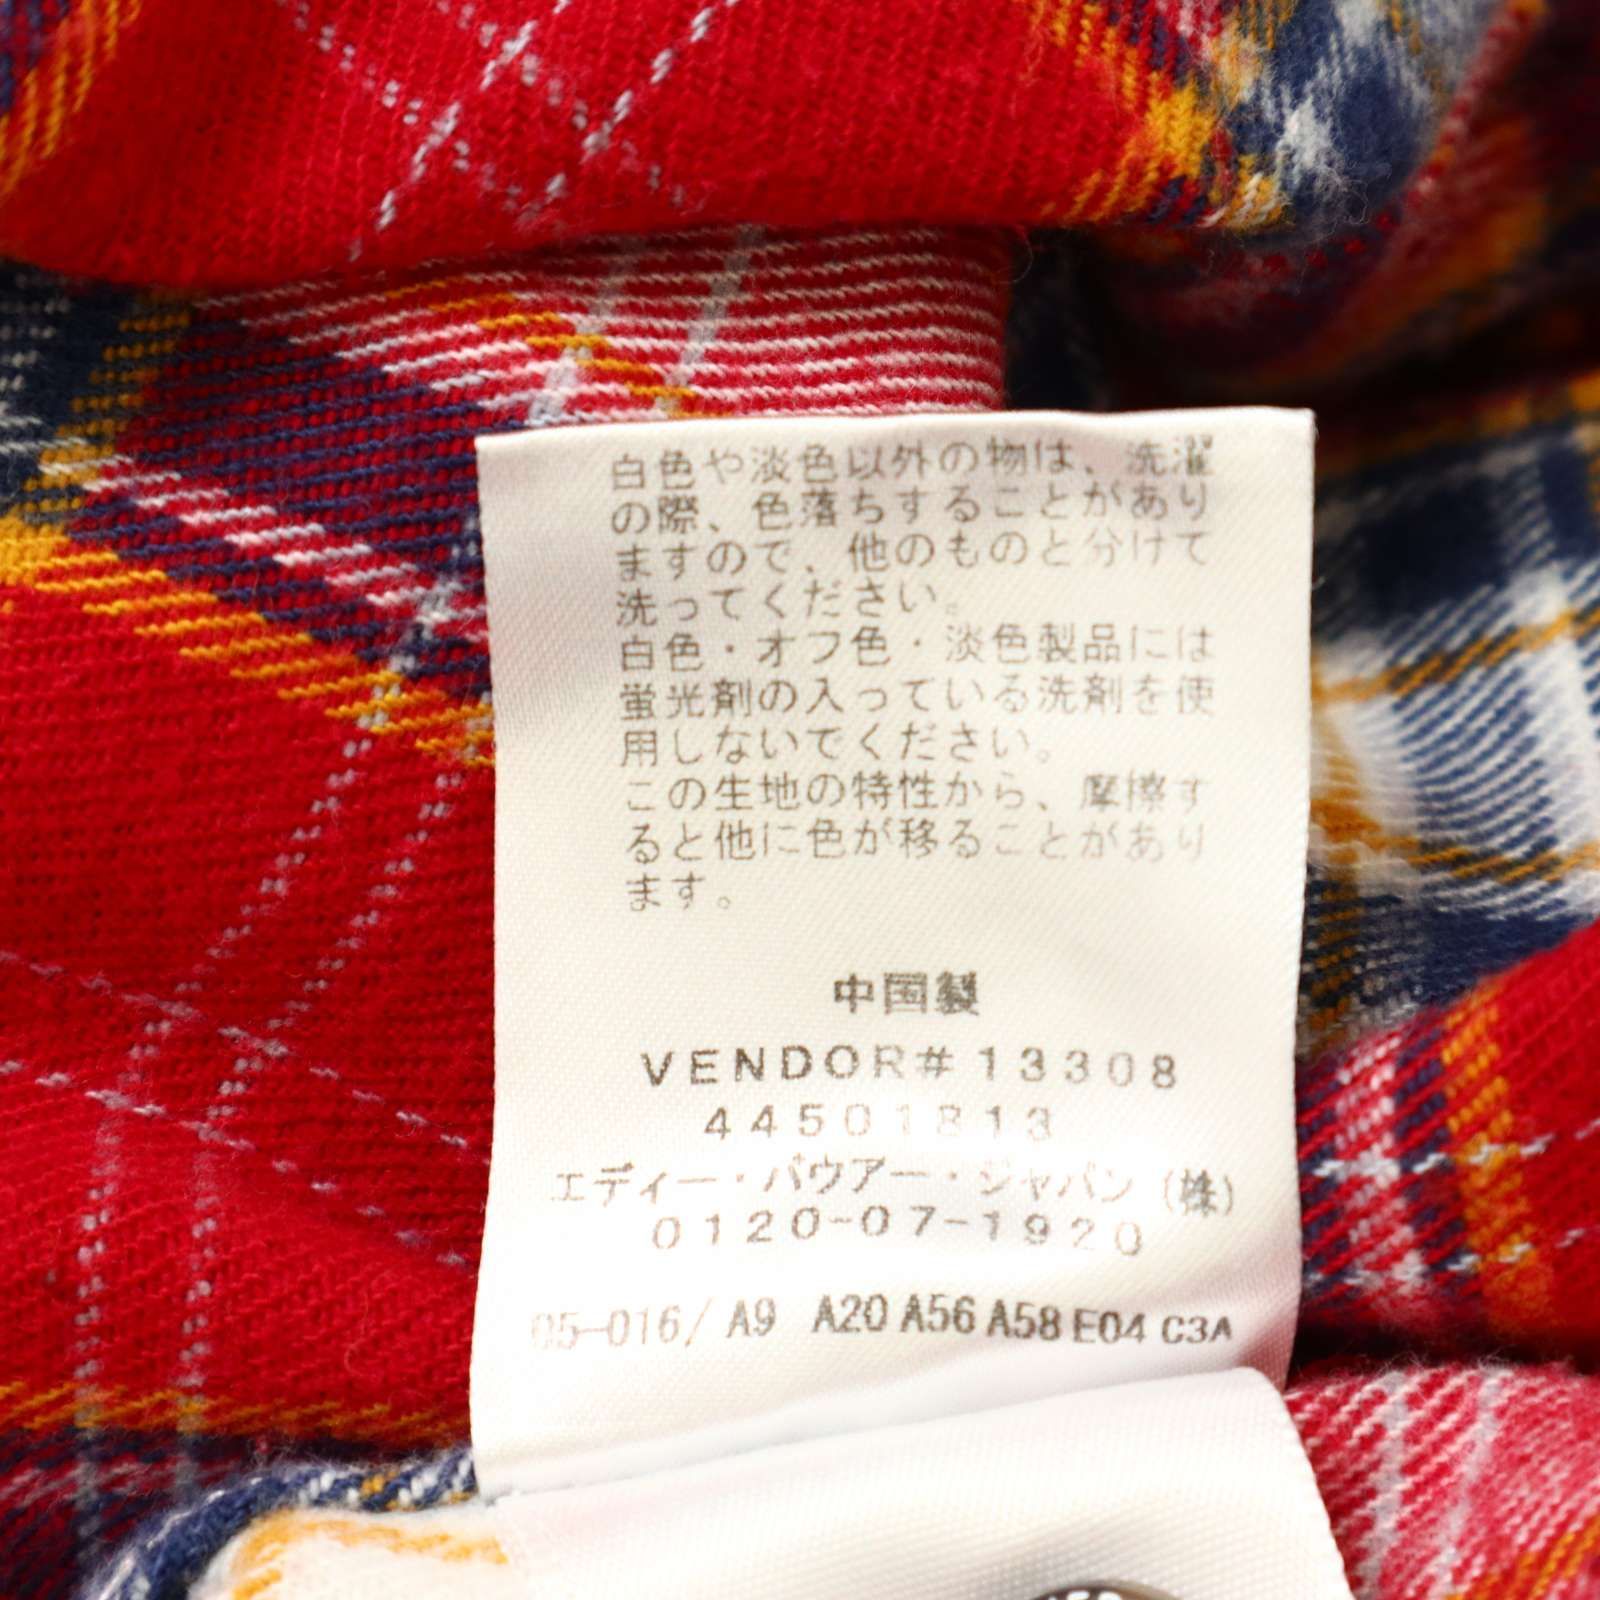 白色や淡色以外の物は、洗濯
の際、色落ちすることがあり
ますので、他のものと分けて
洗ってください。
白色・オフ色・淡色製品には
蛍光剤の入っている洗剤を使
用しないでください。
この生地の特性から、摩擦す
ると他に色が移ることがあり
ます。
中国製
VENDOR#13308
44501813
エディー・バウアー・ジャパン(株)
0120-07-1920
05-016/ A9 A20 A56 A58 E04 C3A